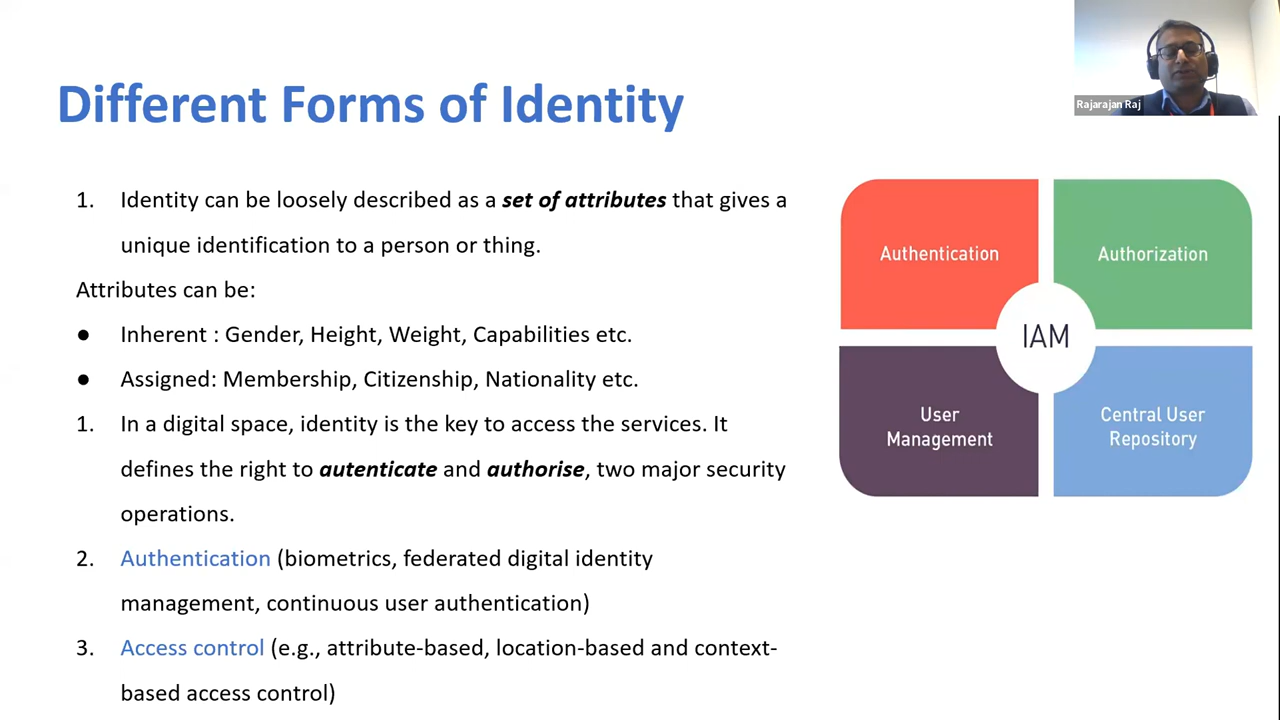 Different Forms of Identity
Rajarajan Raj
1. Identity can be loosely described as a set of attributes that gives a
unique identification to a person or thing.
Attributes can be:
● Inherent : Gender, Height, Weight, Capabilities etc.
● Assigned: Membership, Citizenship, Nationality etc.
1. In a digital space, identity is the key to access the services. It
defines the right to autenticate and authorise, two major security
operations.
2. Authentication (biometrics, federated digital identity
management, continuous user authentication)
3. Access control (e.g., attribute-based, location-based and context-
based access control)
Authentication
Authorization
IAM
User
Management
Central User
Repository